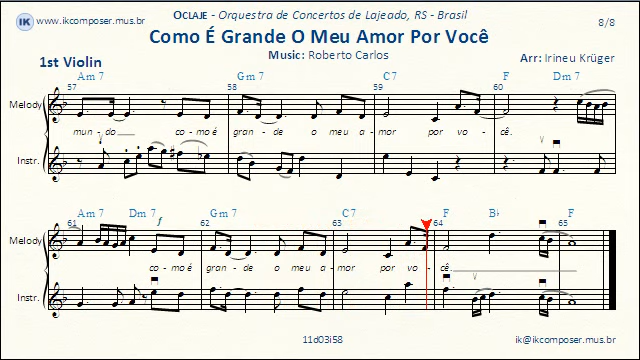 IK www.ikcomposer.mus.br
OCLAJE - Orquestra de Concertos de Lajeado, RS - Brasil
8/8
Como É Grande O Meu Amor Por Você
Music: Roberto Carlos
1st Violin
Arr: Irineu Krüger
Am 7 Gm 7 C7 F Dm 7
57 58 59 60
Melody
mun - do co - mo é gran - de o meu a - mor por vo - cê.
Instr.
Am 7 Dm 7 Gm 7 C7 F B♭ F
61 f 62 63 64 65
Melody
co - mo é gran - de o meu a - mor por vo - cê.
Instr.
11d03i58
ik@ikcomposer.mus.br